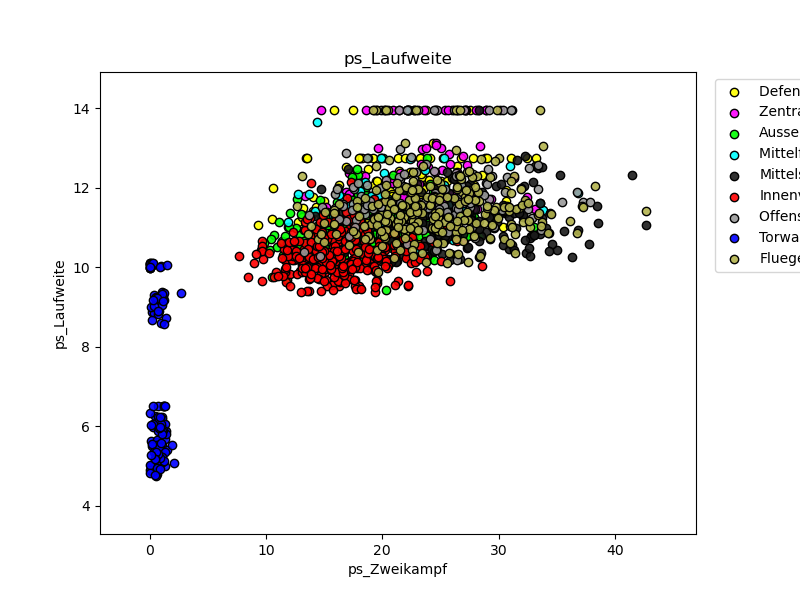 ps_Laufweite
14
12
10
8
6
4
ps_Laufweite
0 10 20 30 40
ps_Zweikampf
Defen
Zentra
Ausse
Mittelf
Mittels
Innenv
Offens
Torwa
Fluege